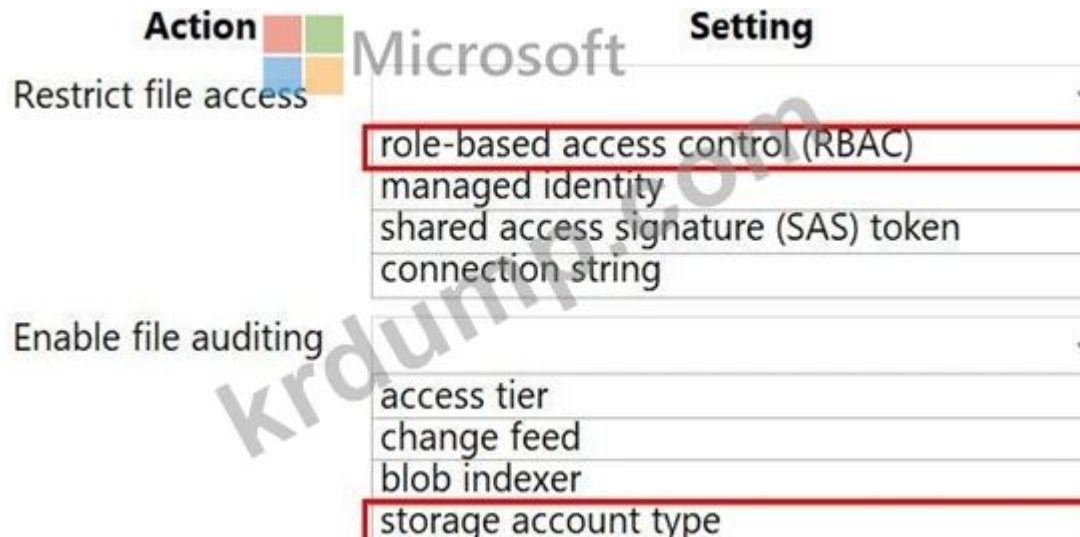 Action
Microsoft
Setting
Restrict file access
role-based access control (RBAC)
managed identity
shared access signature (SAS) token
connection string
Enable file auditing
access tier
change feed
blob indexer
storage account type
krdump.com